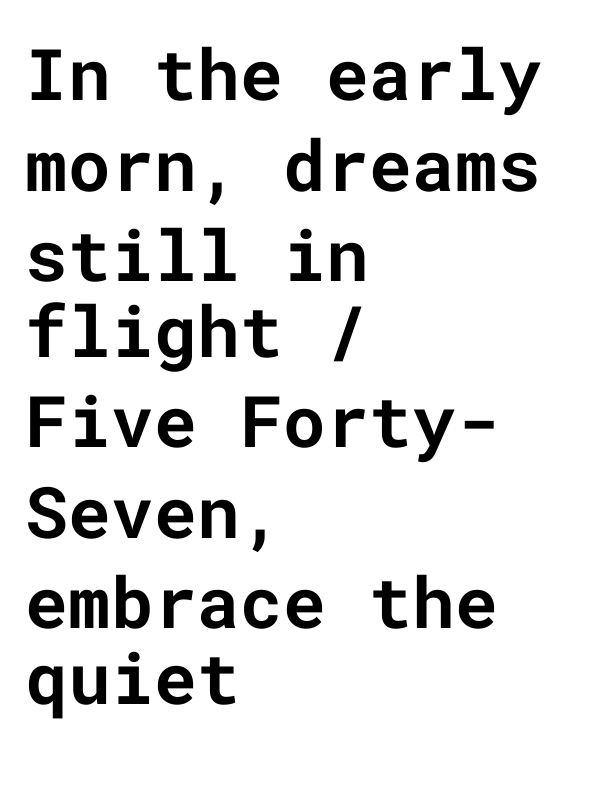 In the early
morn, dreams
still in
flight /
Five Forty-
Seven,
embrace the
quiet